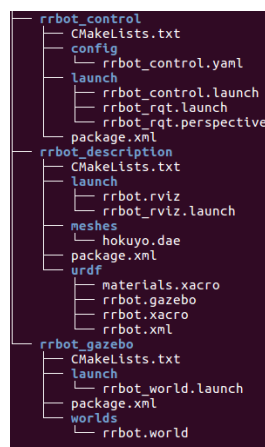 rrbot_control
CMakeLists.txt
config
rrbot_control.yaml
launch
rrbot_control.launch
rrbot_rqt.launch
rrbot_rqt.perspective
package.xml
rrbot_description
CMakeLists.txt
launch
rrbot.rviz
rrbot_rviz.launch
meshes
hokuyo.dae
package.xml
urdf
materials.xacro
rrbot.gazebo
rrbot.xacro
rrbot.xml
rrbot_gazebo
CMakeLists.txt
launch
rrbot_world.launch
package.xml
worlds
rrbot.world